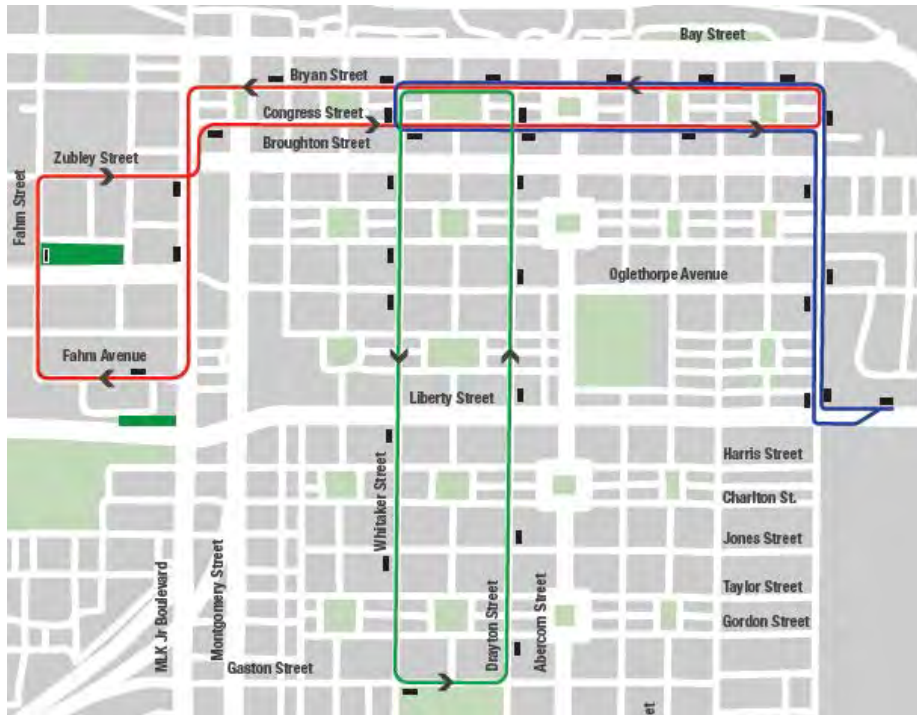 Bay Street
Bryan Street
Congress Street
Broughton Street
Zubley Street
Fahm Street
Oglethorpe Avenue
Fahm Avenue
Liberty Street
Harris Street
Charlton St.
Whitaker Street
Jones Street
MLK Jr Boulevard
Montgomery Street
Drayton Street
Abercorn Street
Taylor Street
Gordon Street
Gaston Street
et